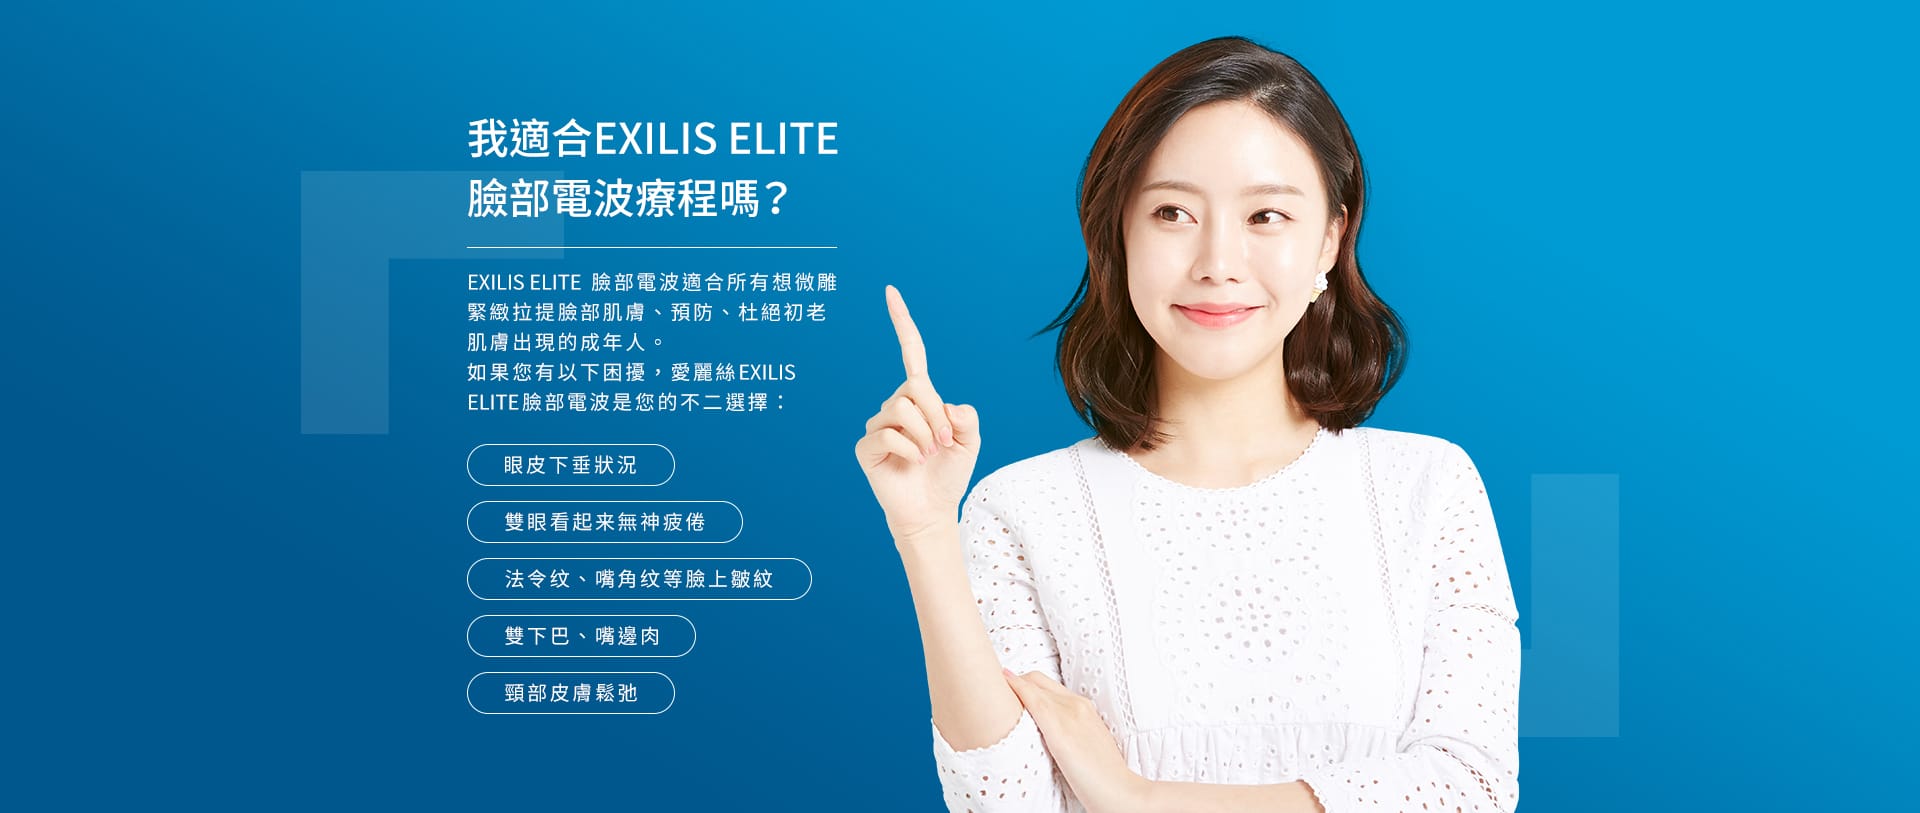 我適合EXILIS ELITE
臉部電波療程嗎？
EXILIS ELITE 臉部電波適合所有想微雕
緊緻拉提臉部肌膚、預防、杜絕初老
肌膚出現的成年人。
如果您有以下困擾，愛麗絲EXILIS
ELITE臉部電波是您的不二選擇：
眼皮下垂狀況
雙眼看起来無神疲倦
法令纹、嘴角纹等臉上皺紋
雙下巴、嘴邊肉
頸部皮膚鬆弛